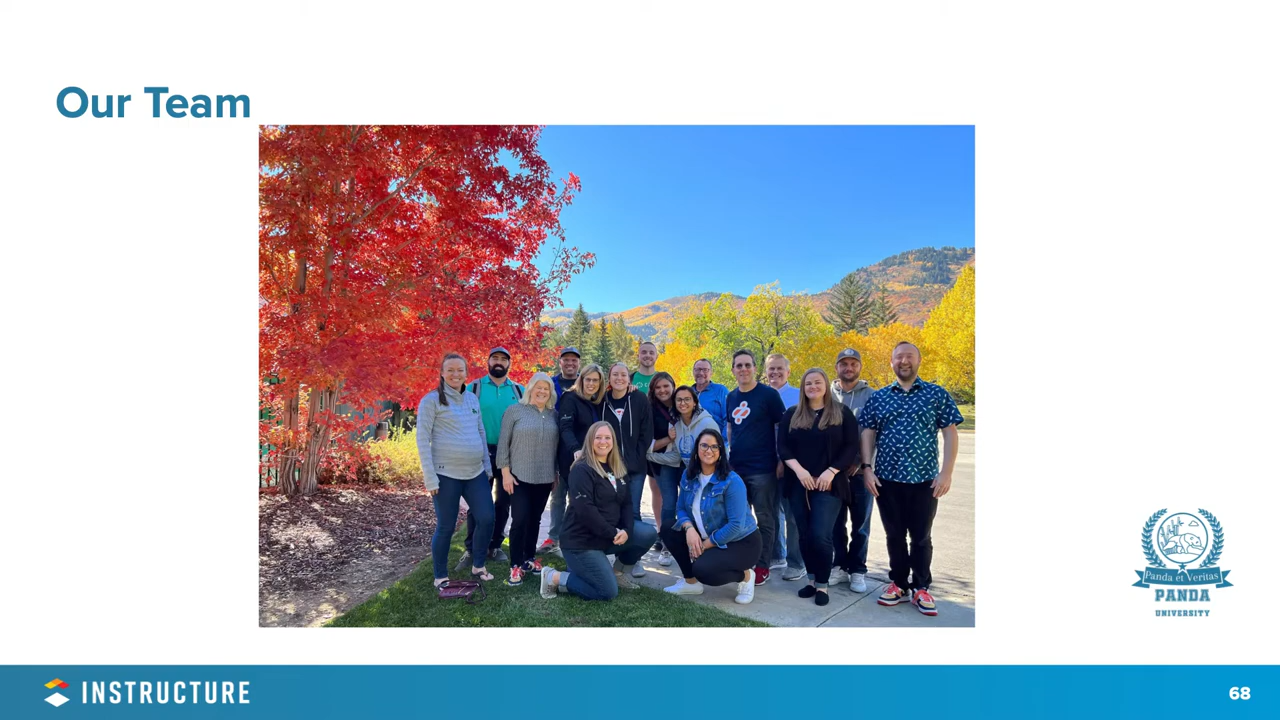 Our Team
Panda et Veritas
PANDA
UNIVERSITY
INSTRUCTURE
68